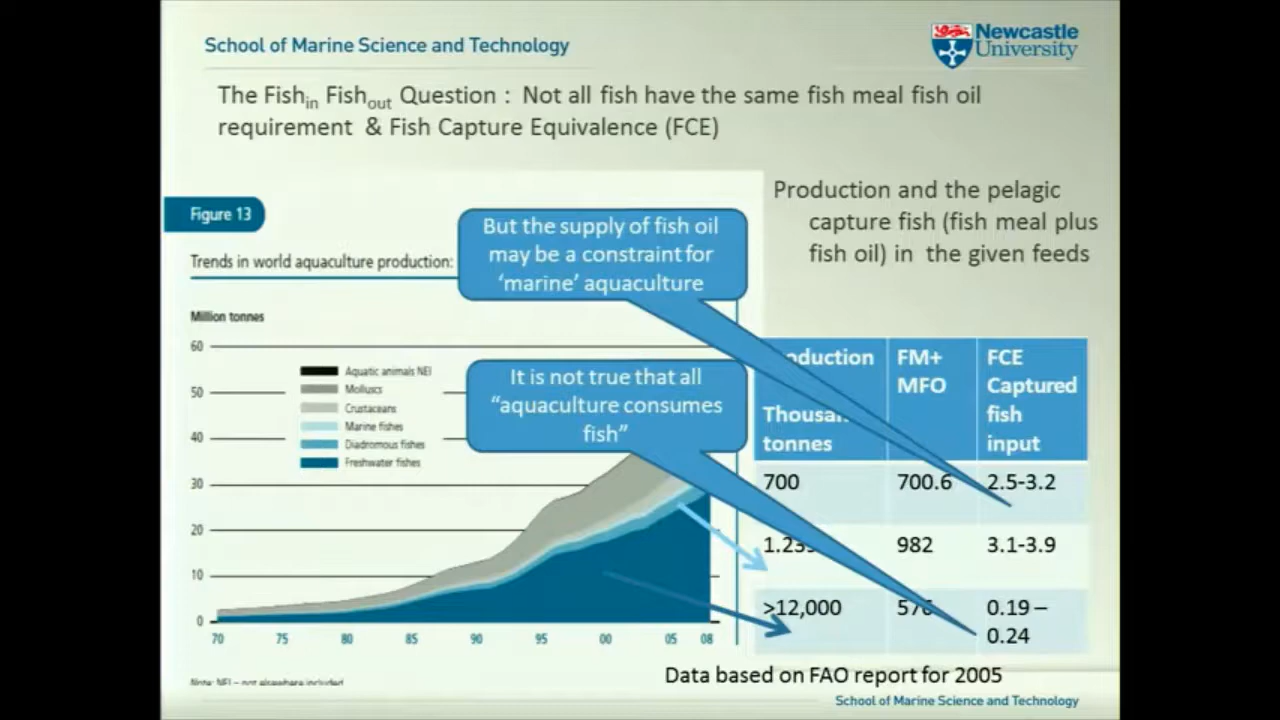 School of Marine Science and Technology
Newcastle
University
The Fishin Fishout Question : Not all fish have the same fish meal fish oil
requirement & Fish Capture Equivalence (FCE)
Production and the pelagic
capture fish (fish meal plus
fish oil) in the given feeds
Figure 13
But the supply of fish oil
may be a constraint for
‘marine’ aquaculture
Trends in world aquaculture production:
Million tonnes
60
50
40
30
20
10
0
Aquatic animals NEI
Molluscs
Crustaceans
Marine fishes
Diadromous fishes
Freshwater fishes
It is not true that all
“aquaculture consumes
fish”
70 75 80 85 90 95 00 05 08
tonnes
FM+
MFO
FCE
Captured
fish
input
700 700.6 2.5-3.2
982 3.1-3.9
>12,000 0.19 –
0.24
Note: NEI = not elsewhere included.
Data based on FAO report for 2005
School of Marine Science and Technology